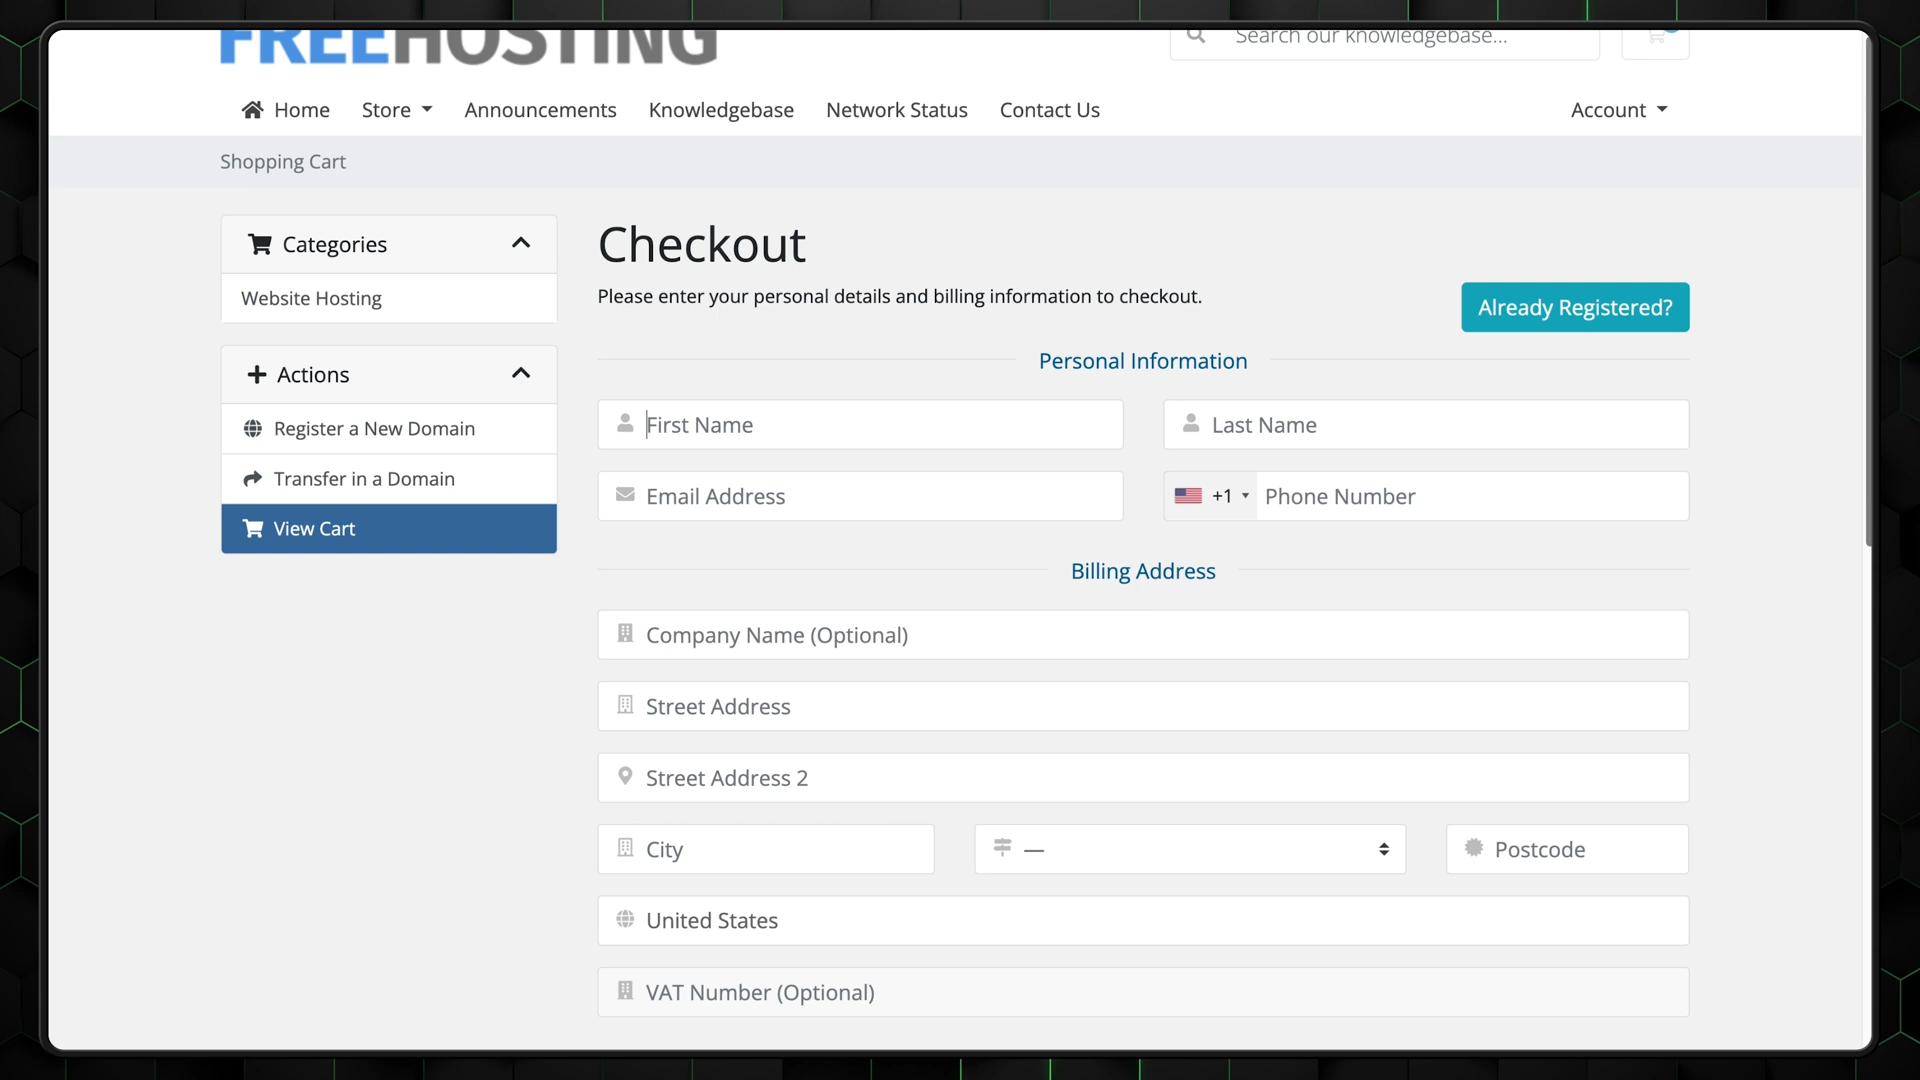 FREEHOSTING
Search our knowledgebase...
Home Store Announcements Knowledgebase Network Status Contact Us Account
Shopping Cart
Categories
Website Hosting
Actions
Register a New Domain
Transfer in a Domain
View Cart
Checkout
Please enter your personal details and billing information to checkout.
Already Registered?
Personal Information
First Name Last Name
Email Address +1 Phone Number
Billing Address
Company Name (Optional)
Street Address
Street Address 2
City — Postcode
United States
VAT Number (Optional)